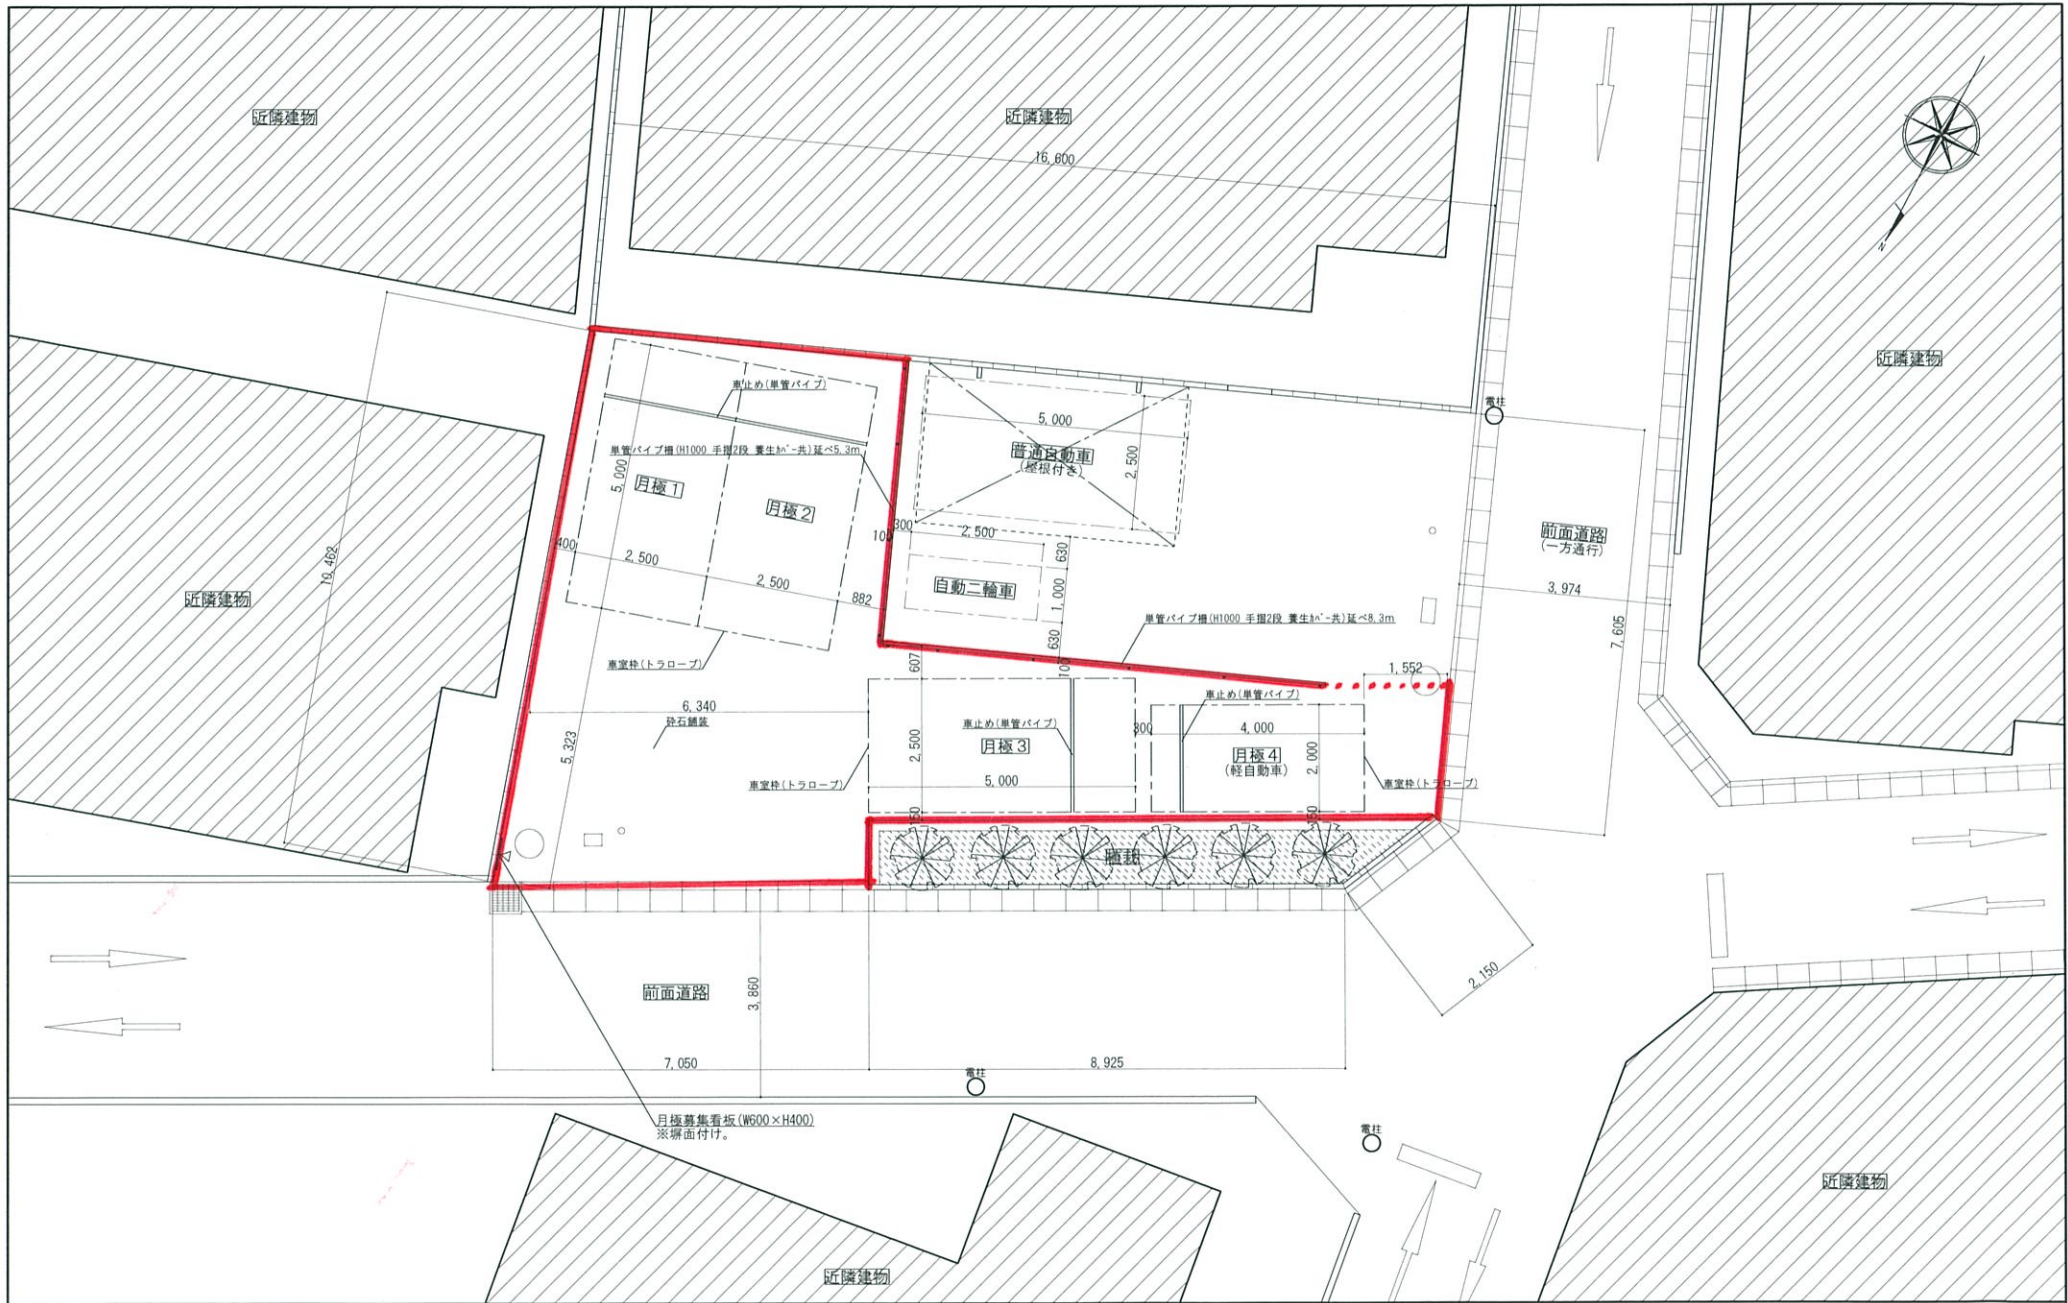 近隣建物
近隣建物
16,600
N
近隣建物
電柱
車止め(単管パイプ)
5,000
普通自動車
(屋根付き)
2,500
単管パイプ柵(H1000 手摺2段 養生ｶﾊﾞｰ共)延べ5.3m
5,000
月極1
月極2
300
100
2,500
630
前面道路
(一方通行)
400
2,500
2,500
10,462
近隣建物
882
自動二輪車
1,000
3,974
単管パイプ柵(H1000 手摺2段 養生ｶﾊﾞｰ共)延べ8.3m
7,605
630
607
100
車室枠(トラロープ)
1,552
車止め(単管パイプ)
6,340
砕石舗装
車止め(単管パイプ)
300
4,000
5,323
2,500
月極3
月極4
(軽自動車)
2,000
車室枠(トラロープ)
5,000
車室枠(トラロープ)
150
150
植栽
前面道路
3,860
2,150
7,050
8,925
電柱
月極募集看板(W600×H400)
※塀面付け。
電柱
近隣建物
近隣建物